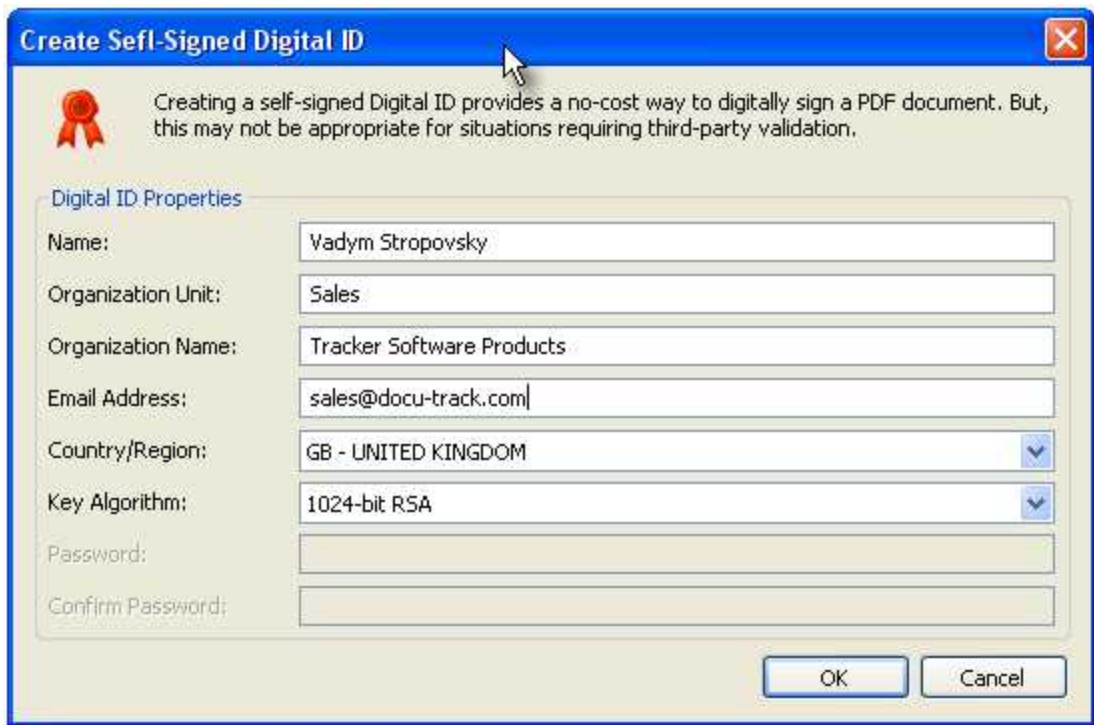 Create Sefl-Signed Digital ID
Creating a self-signed Digital ID provides a no-cost way to digitally sign a PDF document. But,
this may not be appropriate for situations requiring third-party validation.
Digital ID Properties
Name: Vadym Stropovsky
Organization Unit: Sales
Organization Name: Tracker Software Products
Email Address: sales@docu-track.com
Country/Region: GB - UNITED KINGDOM
Key Algorithm: 1024-bit RSA
Password:
Confirm Password:
OK Cancel